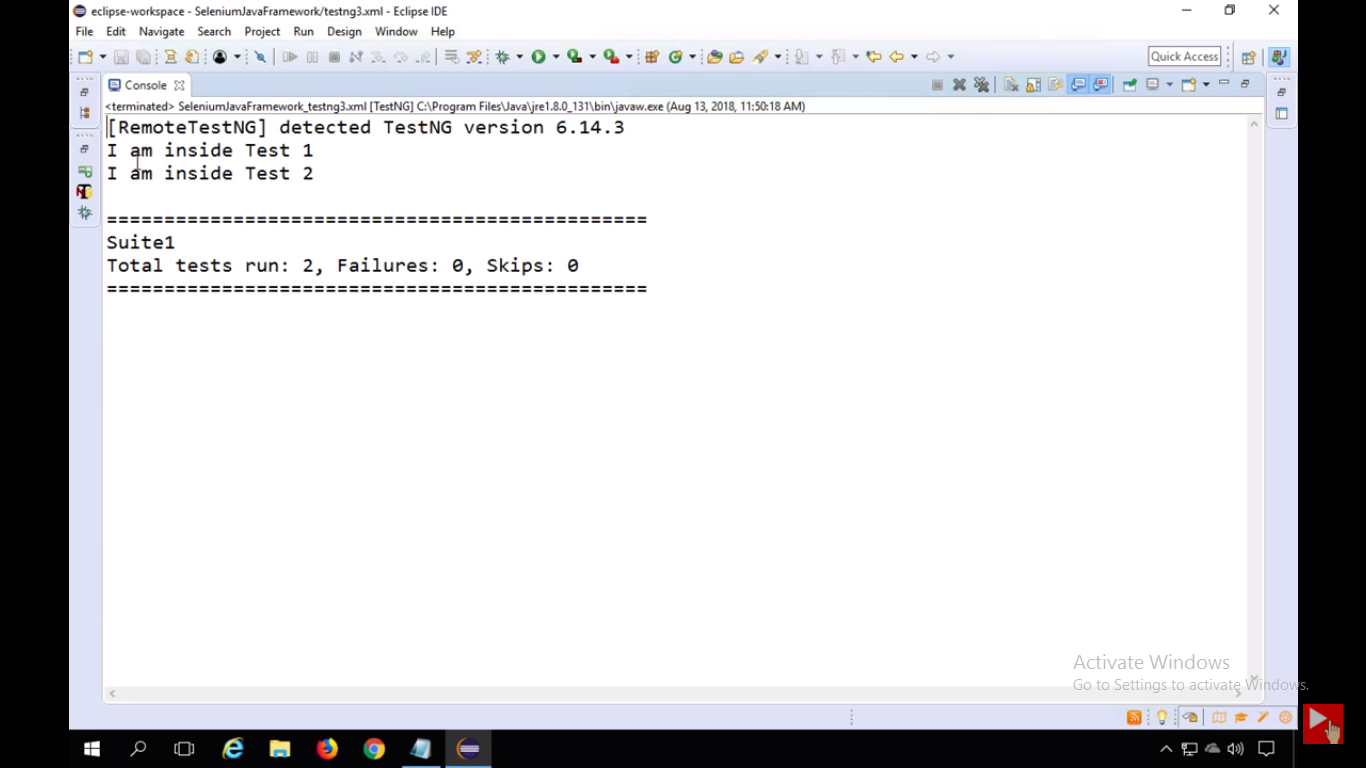 eclipse-workspace - SeleniumJavaFramework/testng3.xml - Eclipse IDE
File Edit Navigate Search Project Run Design Window Help
Quick Access
Console
<terminated> SeleniumJavaFramework_testng3.xml [TestNG] C:\Program Files\Java\jre1.8.0_131\bin\javaw.exe (Aug 13, 2018, 11:50:18 AM)
[RemoteTestNG] detected TestNG version 6.14.3
I am inside Test 1
I am inside Test 2
===============================================
Suite1
Total tests run: 2, Failures: 0, Skips: 0
===============================================
Activate Windows
Go to Settings to activate Windows.